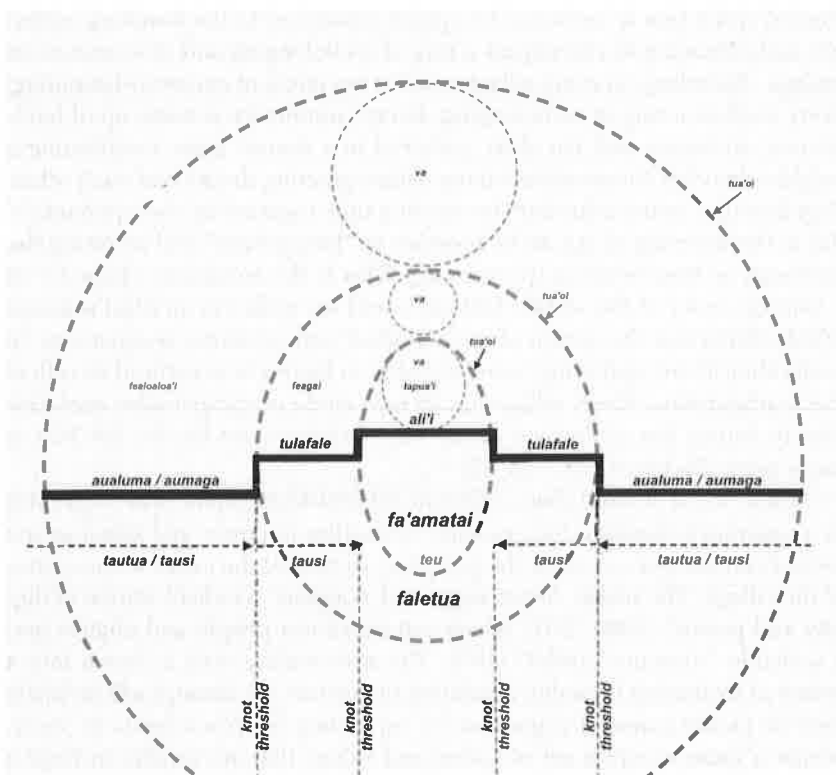 va
tua'oi
va
tua'oi
tua'oi
va
faaloaloa'i
feagai
tupua'i
ali'i
tulafale
tulafale
aualuma / aumaga
aualuma / aumaga
fa'amatai
tautua / tausi
tausi
teu
tausi
tautua / tausi
faletua
knot
threshold
knot
threshold
knot
threshold
knot
threshold